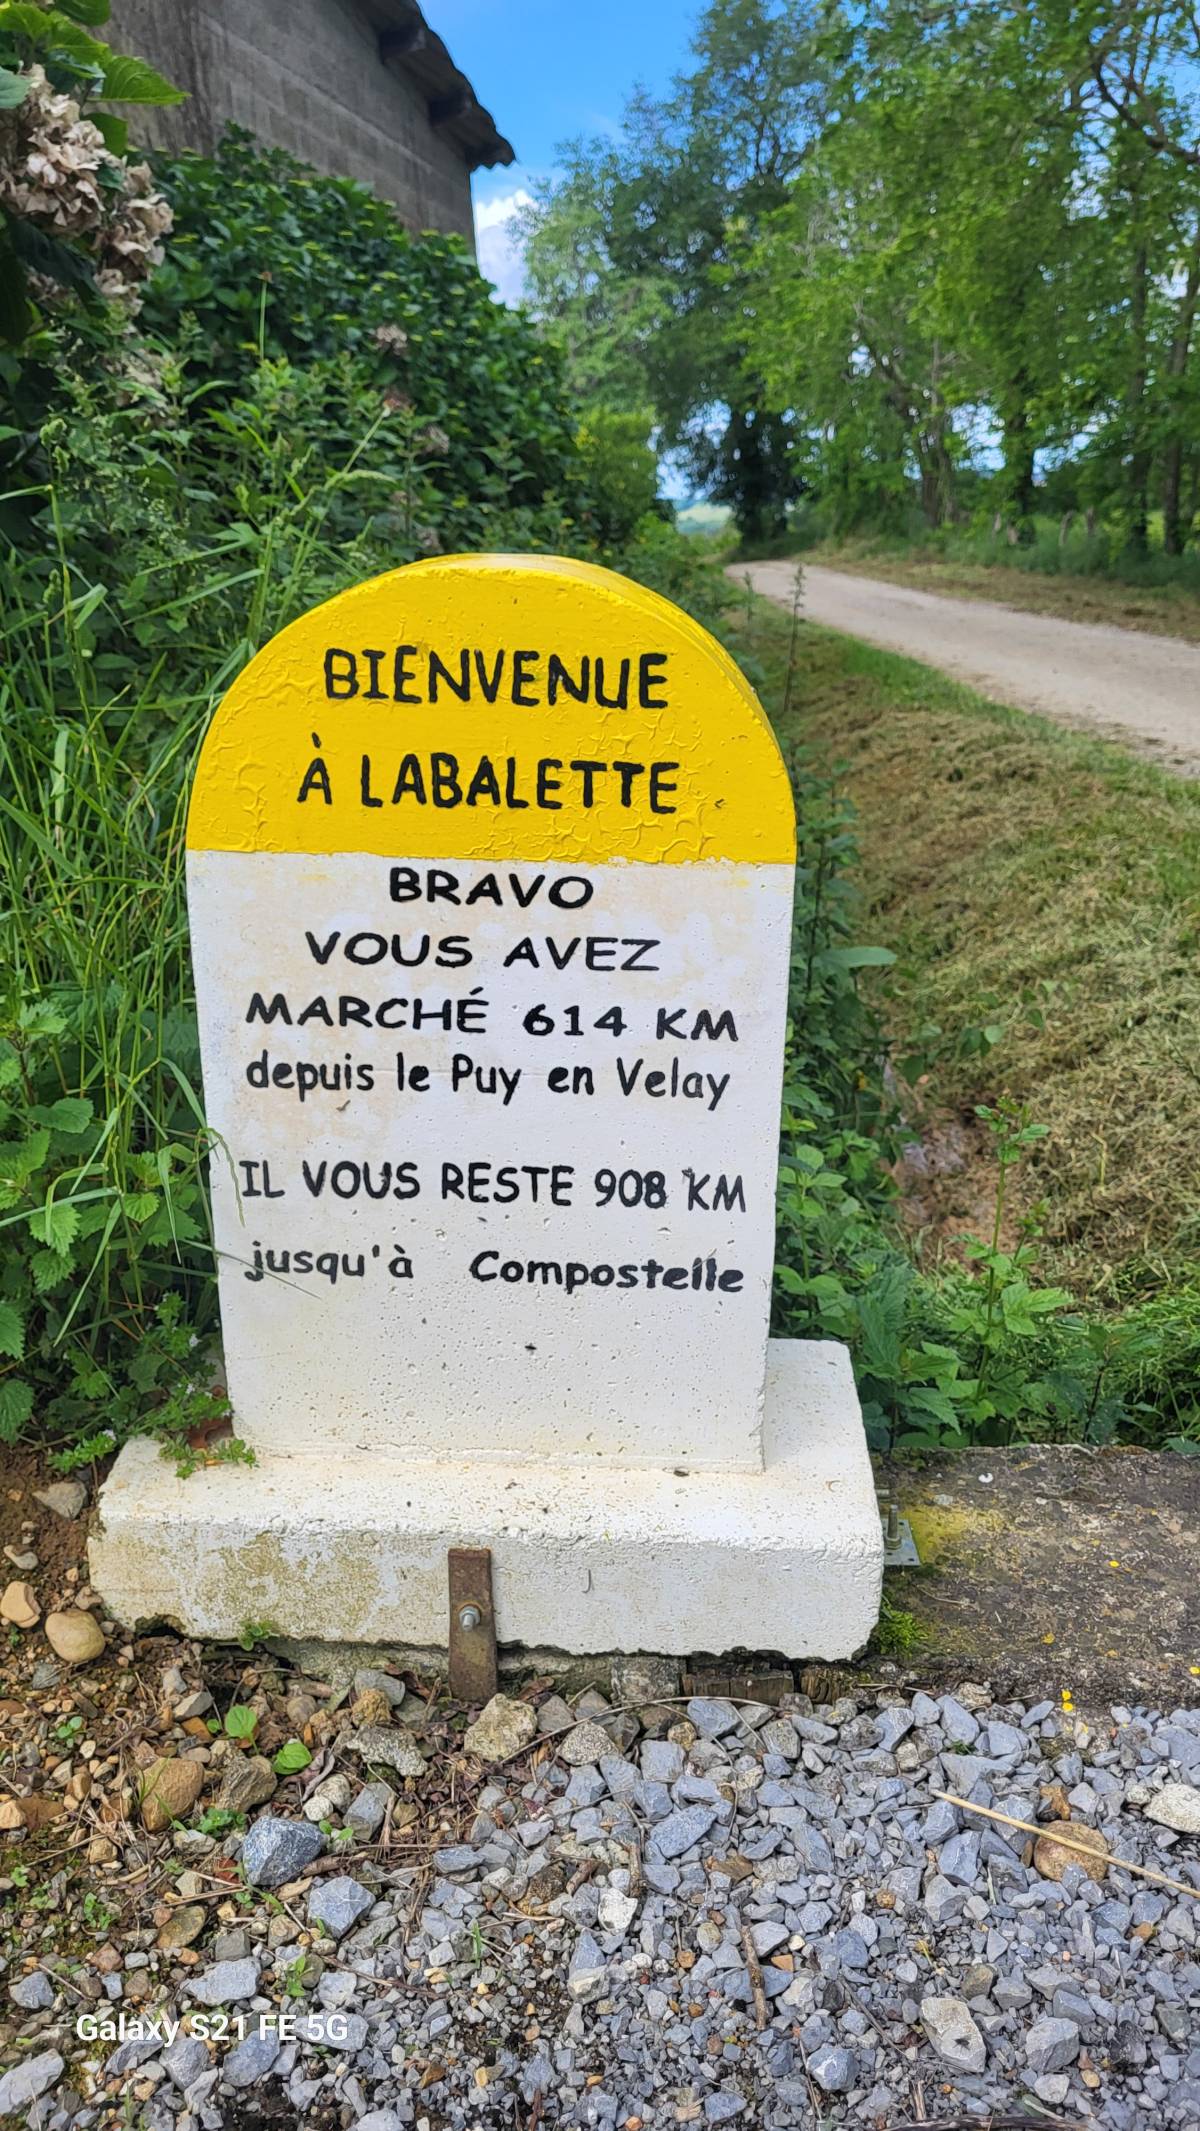 BIENVENUE
À LABALETTE
BRAVO
VOUS AVEZ
MARCHÉ 614 KM
depuis le Puy en Velay
IL VOUS RESTE 908 KM
jusqu'à Compostelle
Galaxy S21 FE 5G